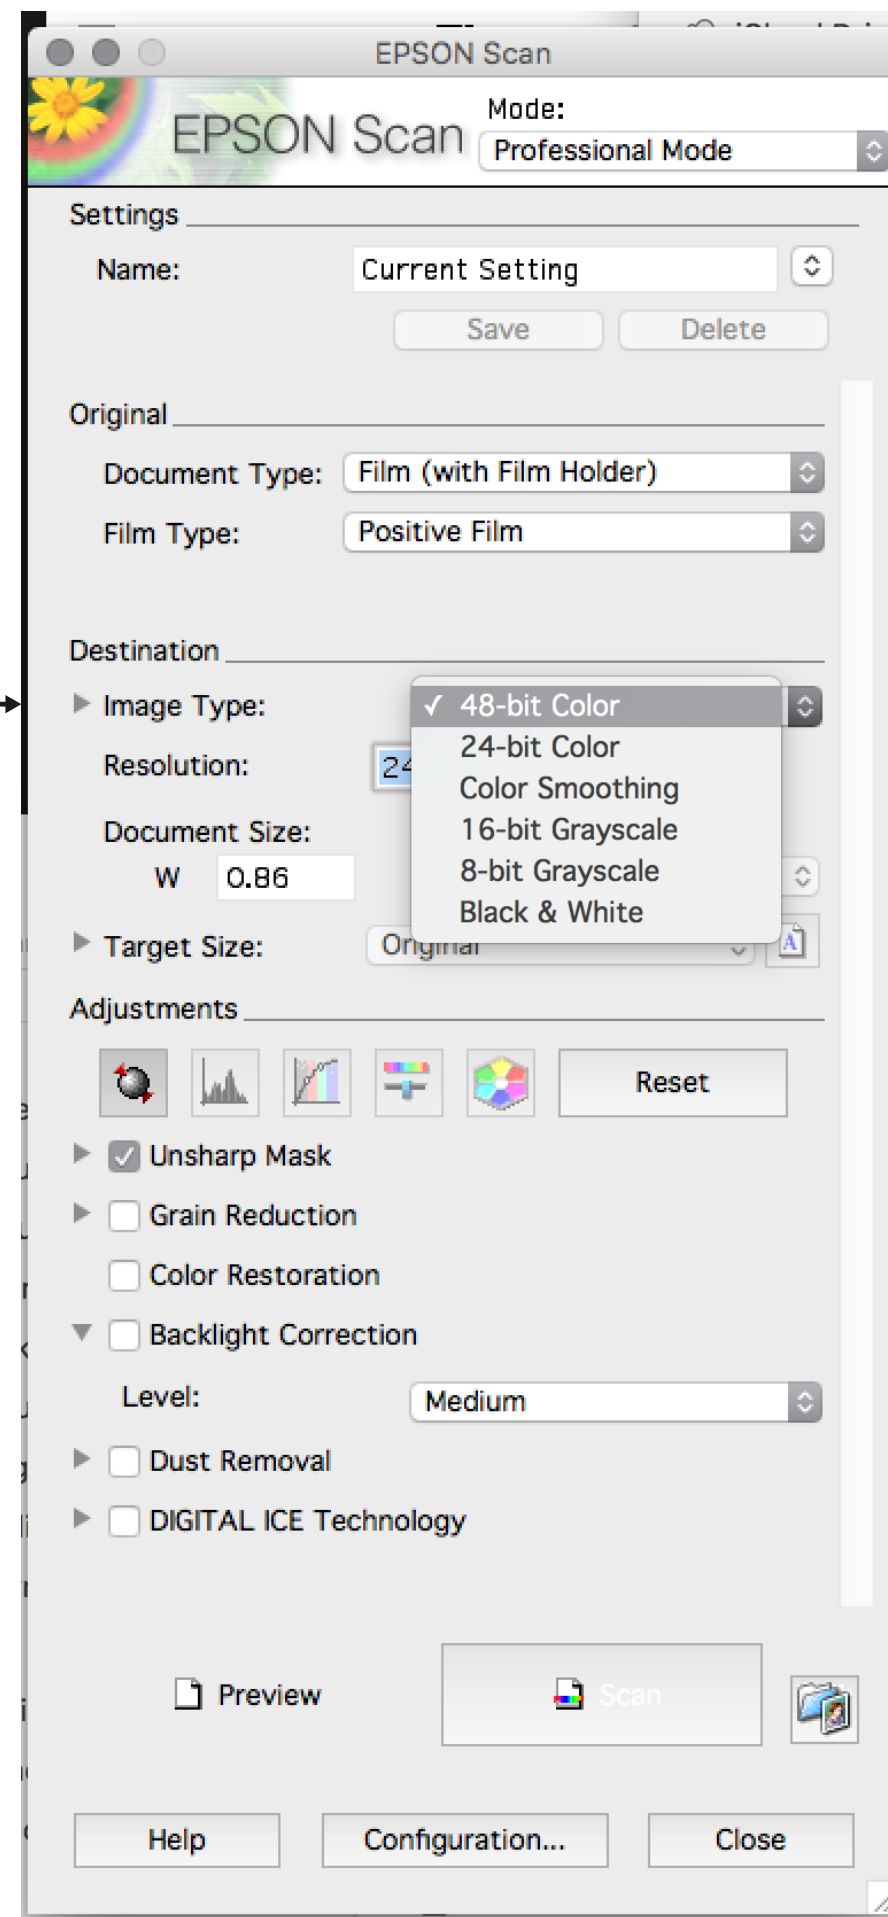 EPSON Scan
EPSON Scan
Mode:
Professional Mode
Settings
Name: Current Setting
Save Delete
Original
Document Type: Film (with Film Holder)
Film Type: Positive Film
Destination
Image Type: ✓ 48-bit Color
24-bit Color
Resolution: 24
Color Smoothing
Document Size: 16-bit Grayscale
W 0.86 8-bit Grayscale
Black & White
Target Size: Original A
Adjustments
Reset
Unsharp Mask
Grain Reduction
Color Restoration
Backlight Correction
Level: Medium
Dust Removal
DIGITAL ICE Technology
Preview Scan
Help Configuration... Close